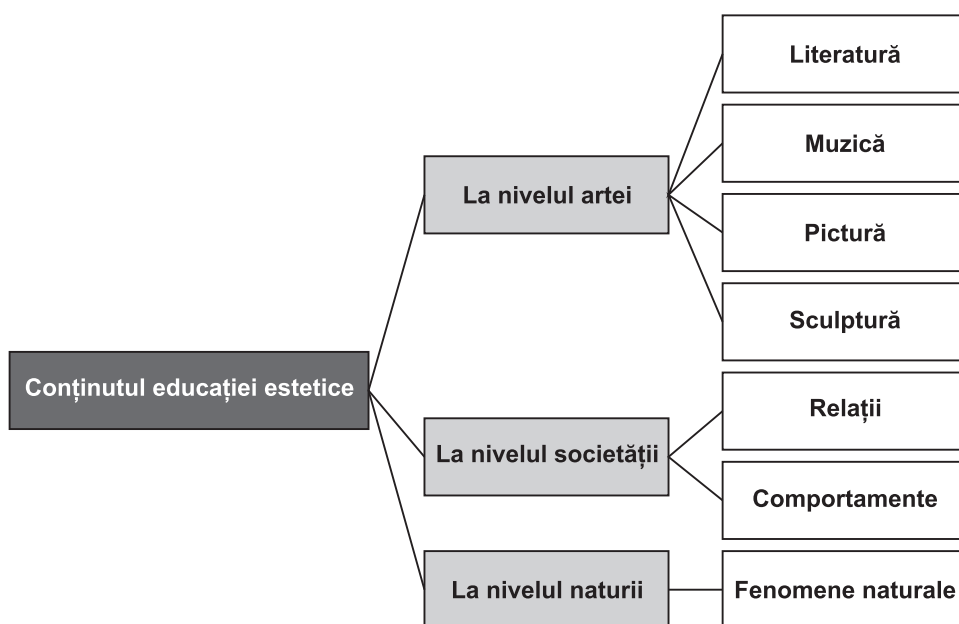 Conținutul educației estetice
La nivelul artei
Literatură
Muzică
Pictură
Sculptură
La nivelul societății
Relații
Comportamente
La nivelul naturii
Fenomene naturale